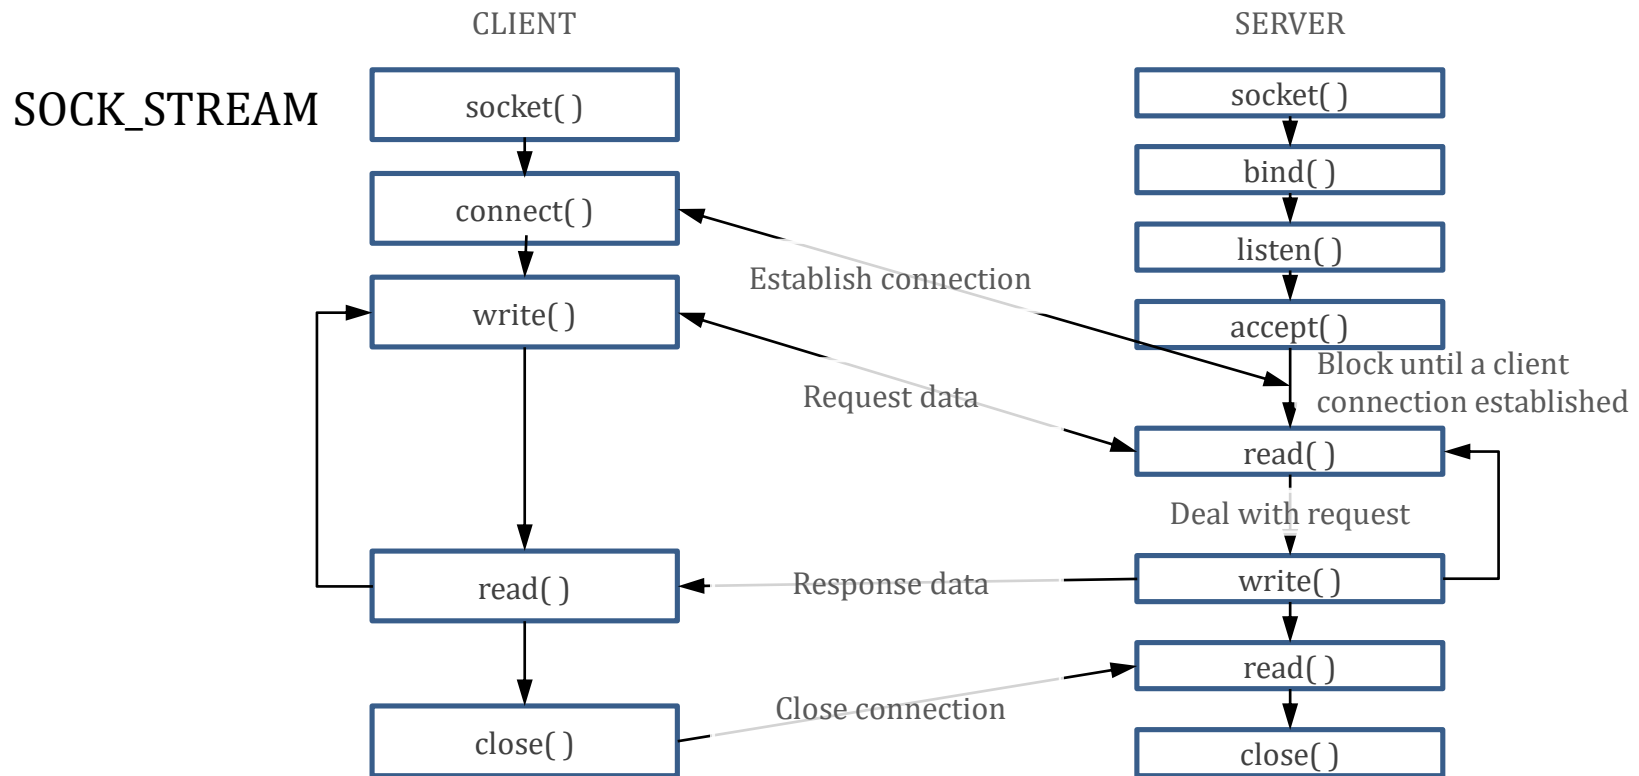 CLIENT
SERVER
SOCK_STREAM
socket( )
socket( )
bind( )
connect( )
listen( )
Establish connection
write( )
accept( )
Block until a client
connection established
Request data
read( )
Deal with request
read( )
Response data
write( )
read( )
Close connection
close( )
close( )